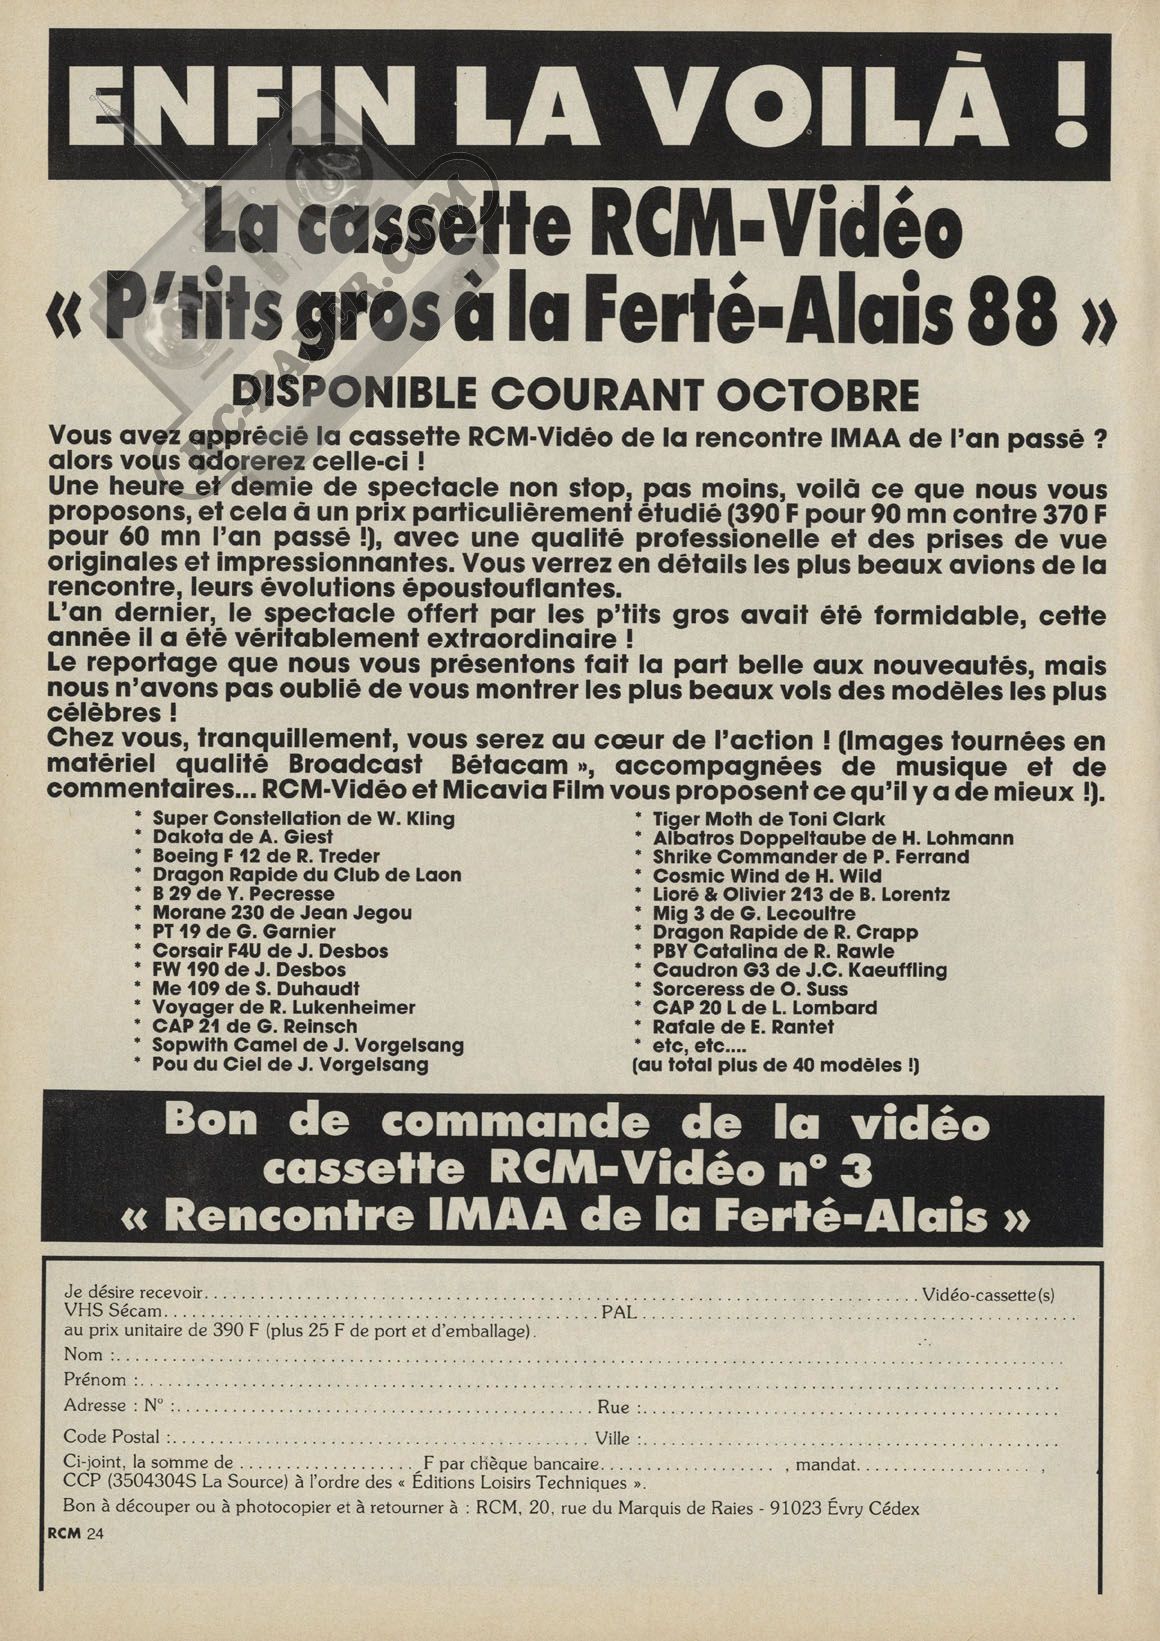 ENFIN LA VOILÀ !
La cassette RCM-Vidéo
« P'tits gros à la Ferté-Alais 88 »
DISPONIBLE COURANT OCTOBRE
Vous avez apprécié la cassette RCM-Vidéo de la rencontre IMAA de l'an passé ?
alors vous adorerez celle-ci !
Une heure et demie de spectacle non stop, pas moins, voilà ce que nous vous
proposons, et cela à un prix particulièrement étudié (390 F pour 90 mn contre 370 F
pour 60 mn l'an passé !), avec une qualité professionelle et des prises de vue
originales et impressionnantes. Vous verrez en détails les plus beaux avions de la
rencontre, leurs évolutions époustouflantes.
L'an dernier, le spectacle offert par les p'tits gros avait été formidable, cette
année il a été véritablement extraordinaire !
Le reportage que nous vous présentons fait la part belle aux nouveautés, mais
nous n'avons pas oublié de vous montrer les plus beaux vols des modèles les plus
célèbres !
Chez vous, tranquillement, vous serez au cœur de l'action ! (Images tournées en
matériel qualité Broadcast Bétacam », accompagnées de musique et de
commentaires... RCM-Vidéo et Micavia Film vous proposent ce qu'il y a de mieux !).
* Super Constellation de W. Kling
* Dakota de A. Giest
* Boeing F 12 de R. Treder
* Dragon Rapide du Club de Laon
* B 29 de Y. Pecresse
* Morane 230 de Jean Jegou
* PT 19 de G. Garnier
* Corsair F4U de J. Desbos
* FW 190 de J. Desbos
* Me 109 de S. Duhaudt
* Voyager de R. Lukenheimer
* CAP 21 de G. Reinsch
* Sopwith Camel de J. Vorgelsang
* Pou du Ciel de J. Vorgelsang
* Tiger Moth de Toni Clark
* Albatros Doppeltaube de H. Lohmann
* Shrike Commander de P. Ferrand
* Cosmic Wind de H. Wild
* Lioré & Olivier 213 de B. Lorentz
* Mig 3 de G. Lecoultre
* Dragon Rapide de R. Crapp
* PBY Catalina de R. Rawle
* Caudron G3 de J.C. Kaeuffling
* Sorceress de O. Suss
* CAP 20 L de L. Lombard
* Rafale de E. Rantet
* etc, etc....
(au total plus de 40 modèles !)
Bon de commande de la vidéo
cassette RCM-Vidéo n° 3
« Rencontre IMAA de la Ferté-Alais »
Je désire recevoir.......... Vidéo-cassette(s)
VHS Sécam.......... PAL..........
au prix unitaire de 390 F (plus 25 F de port et d'emballage).
Nom :..........
Prénom :..........
Adresse : N° :.......... Rue :..........
Code Postal :.......... Ville :..........
Ci-joint, la somme de .......... F par chèque bancaire.......... , mandat.......... ,
CCP (3504304S La Source) à l'ordre des « Éditions Loisirs Techniques ».
Bon à découper ou à photocopier et à retourner à : RCM, 20, rue du Marquis de Raies - 91023 Évry Cédex
RCM 24
RC-PAPER.COM